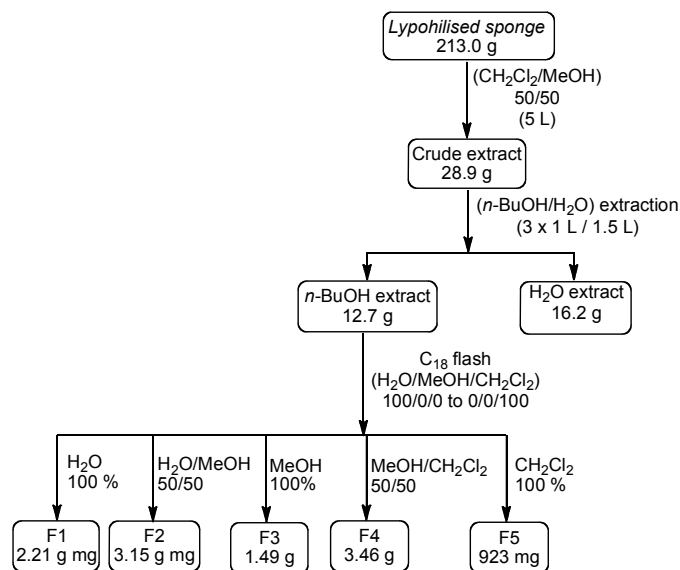 Lypohilised sponge
213.0 g
(CH₂Cl₂/MeOH)
50/50
(5 L)
Crude extract
28.9 g
(n-BuOH/H₂O) extraction
(3 x 1 L / 1.5 L)
n-BuOH extract
12.7 g
H₂O extract
16.2 g
C₁₈ flash
(H₂O/MeOH/CH₂Cl₂)
100/0/0 to 0/0/100
H₂O
100 %
H₂O/MeOH
50/50
MeOH
100%
MeOH/CH₂Cl₂
50/50
CH₂Cl₂
100 %
F1
2.21 g mg
F2
3.15 g mg
F3
1.49 g
F4
3.46 g
F5
923 mg